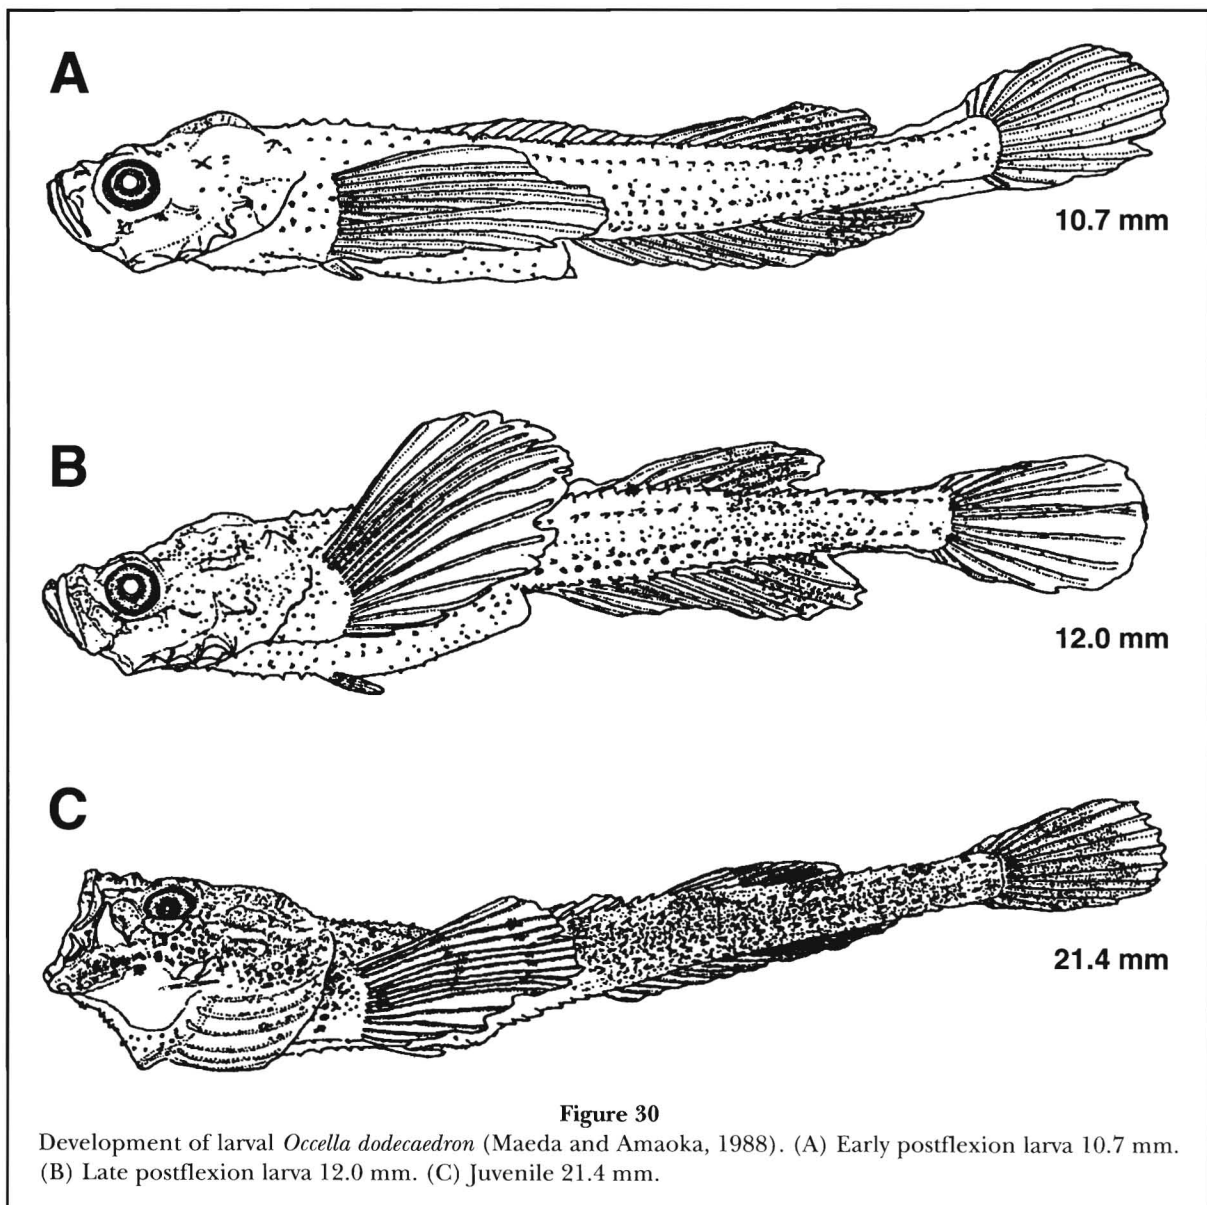 A
10.7 mm
B
12.0 mm
C
21.4 mm
Figure 30
Development of larval Occella dodecaedron (Maeda and Amaoka, 1988). (A) Early postflexion larva 10.7 mm.
(B) Late postflexion larva 12.0 mm. (C) Juvenile 21.4 mm.